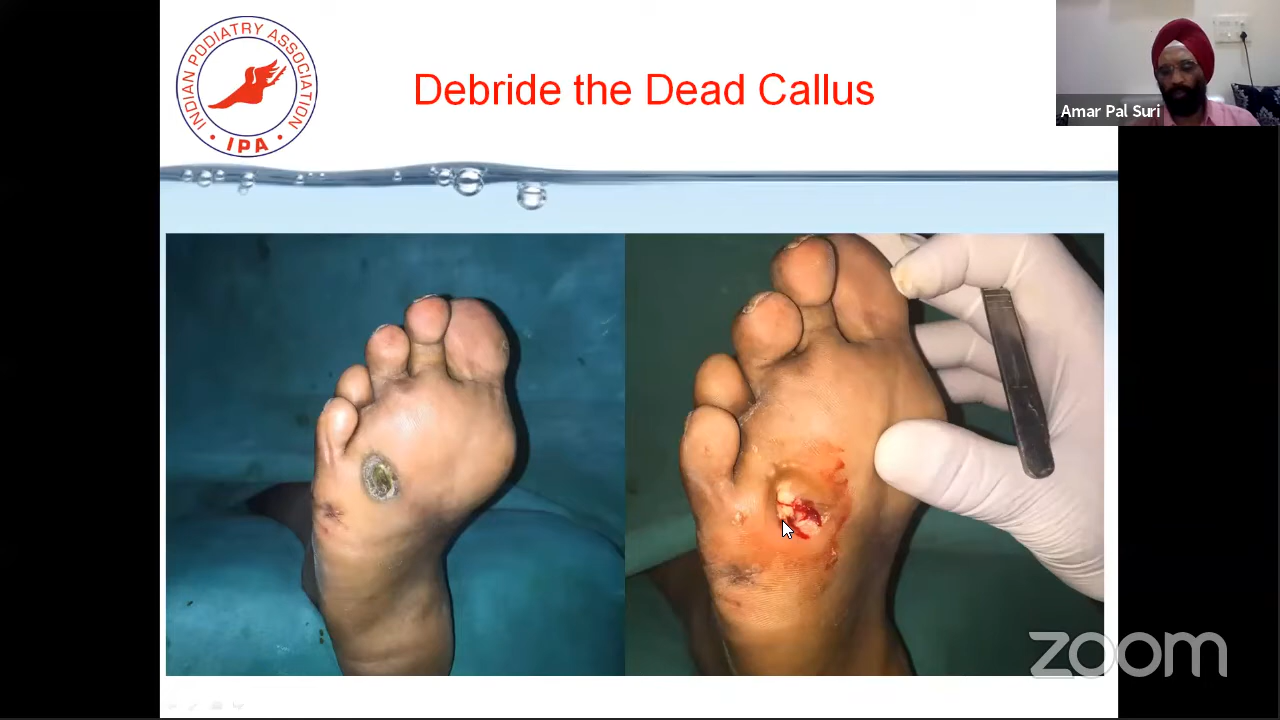 INDIAN PODIATRY ASSOCIATION
• IPA •
Debride the Dead Callus
Amar Pal Suri
zoom